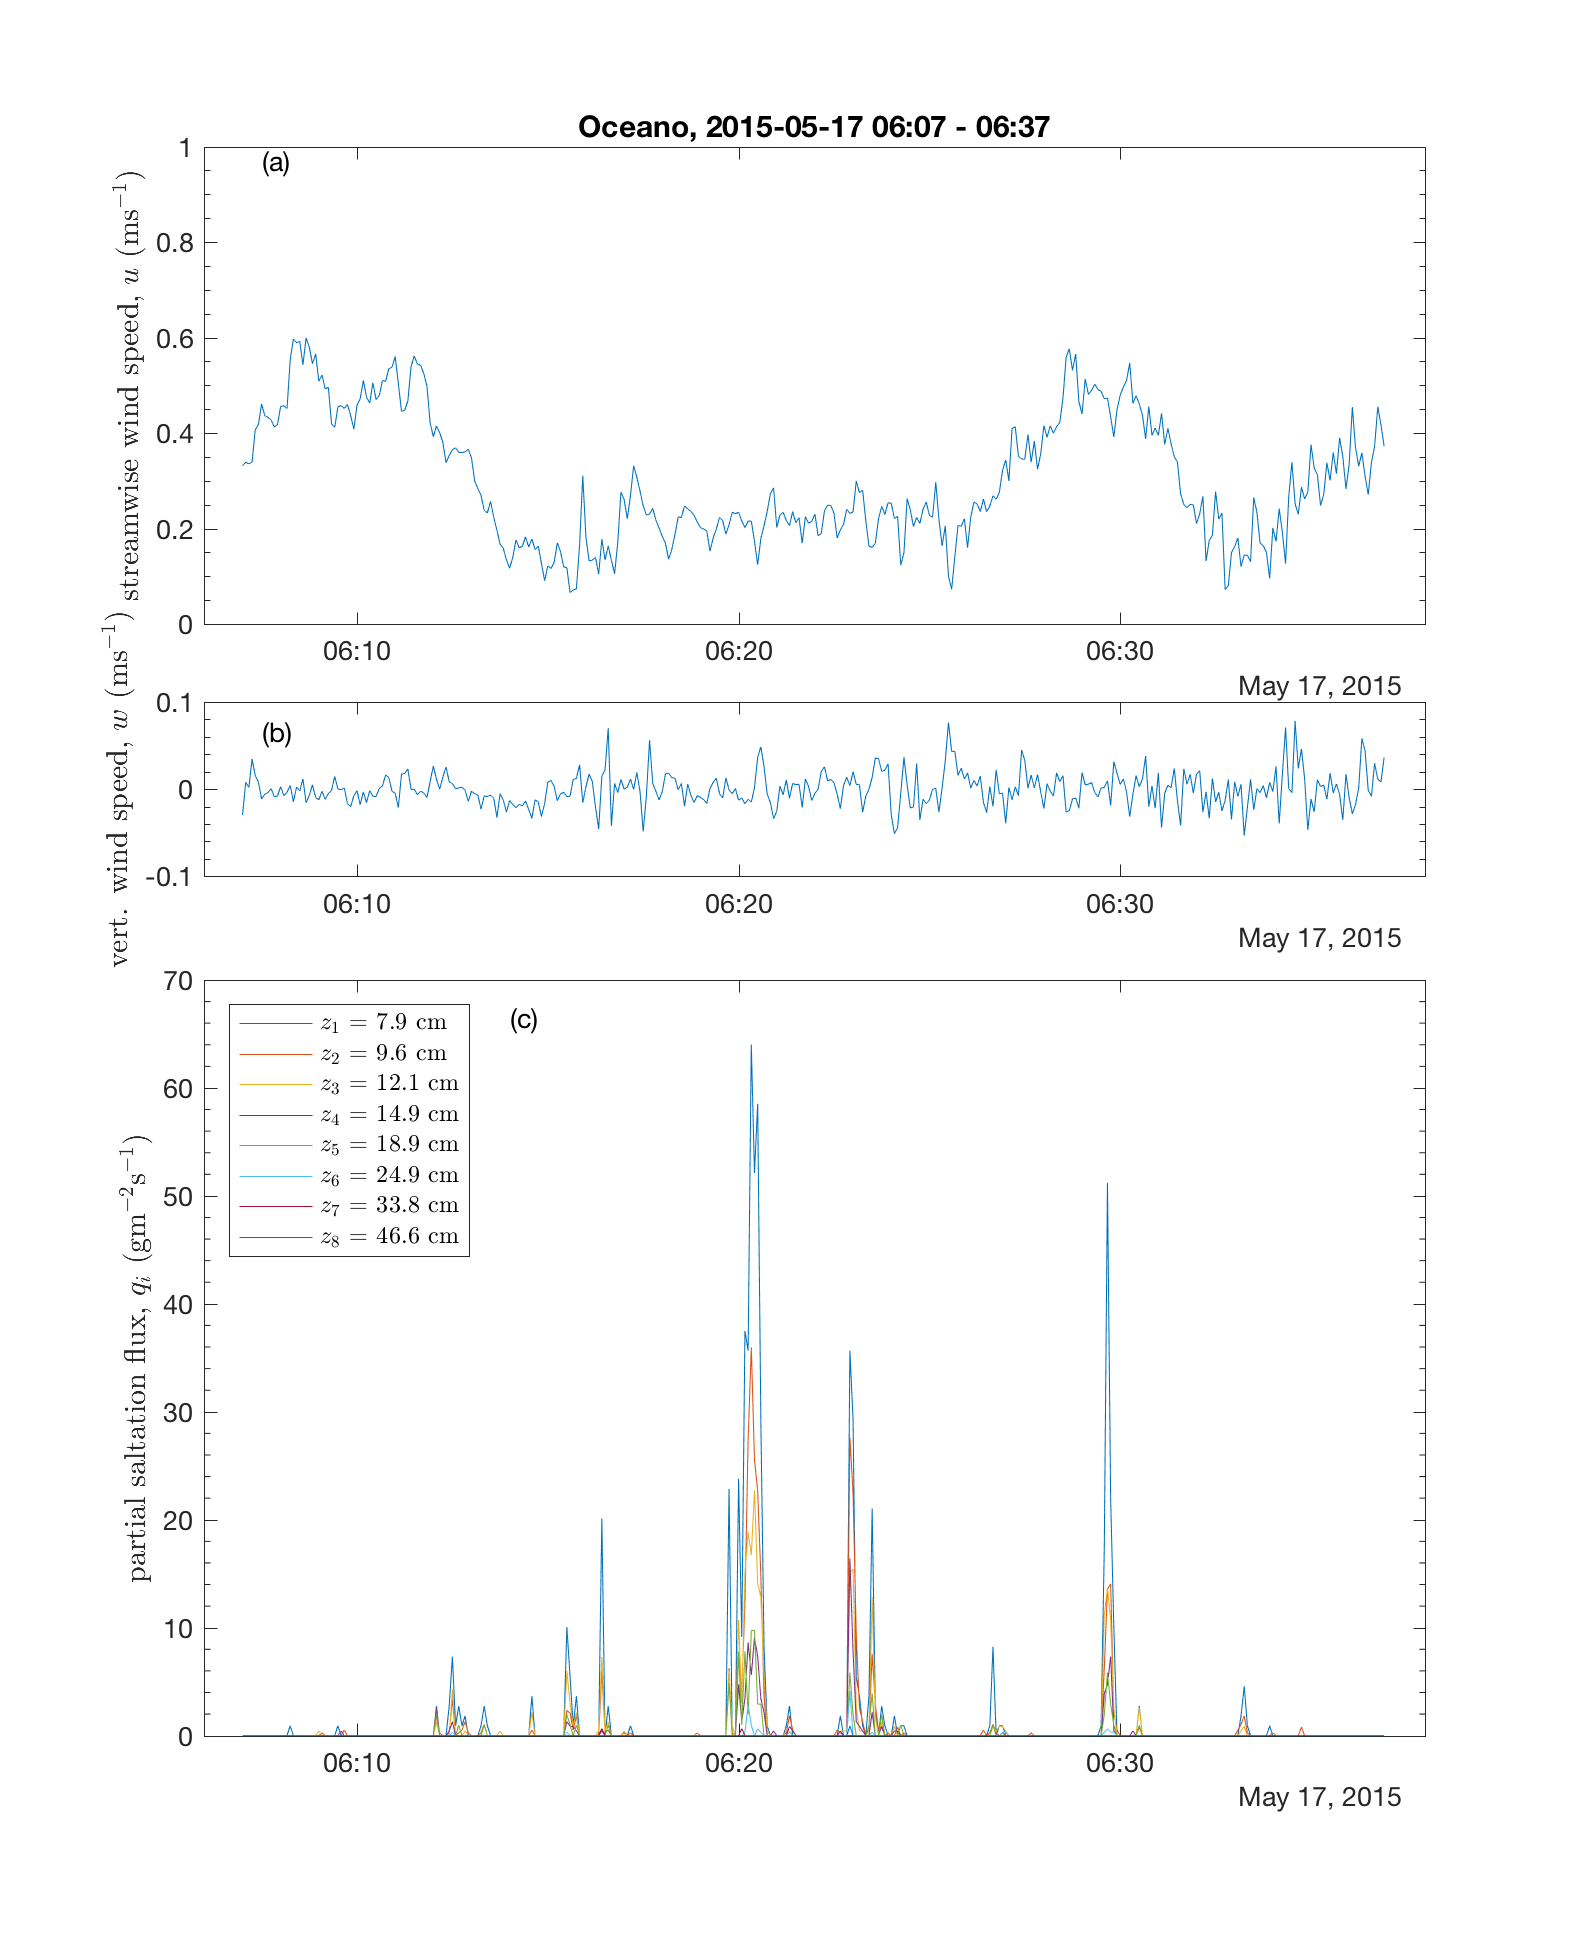 Oceano, 2015-05-17 06:07 - 06:37
(a)
streamwise wind speed, u (ms⁻¹)
1
0.8
0.6
0.4
0.2
0
06:10 06:20 06:30
May 17, 2015
(b)
vert. wind speed, w (ms⁻¹)
0.1
0
-0.1
06:10 06:20 06:30
May 17, 2015
(c)
partial saltation flux, qᵢ (gm⁻²s⁻¹)
70
60
50
40
30
20
10
0
z₁ = 7.9 cm
z₂ = 9.6 cm
z₃ = 12.1 cm
z₄ = 14.9 cm
z₅ = 18.9 cm
z₆ = 24.9 cm
z₇ = 33.8 cm
z₈ = 46.6 cm
06:10 06:20 06:30
May 17, 2015